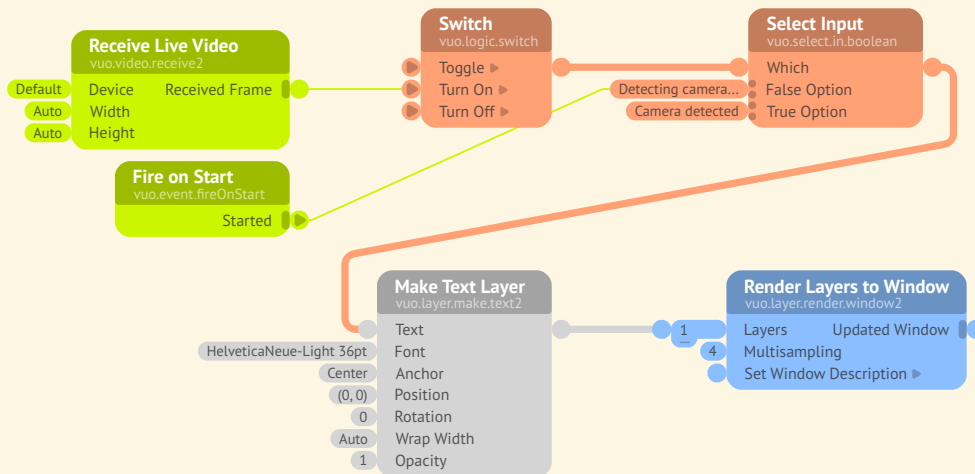 Receive Live Video
vuo.video.receive2
Default Device Received Frame
Auto Width
Auto Height
Fire on Start
vuo.event.fireOnStart
Started
Switch
vuo.logic.switch
Toggle
Turn On
Turn Off
Select Input
vuo.select.in.boolean
Which
Detecting camera... False Option
Camera detected True Option
Make Text Layer
vuo.layer.make.text2
Text
HelveticaNeue-Light 36pt Font
Center Anchor
(0, 0) Position
0 Rotation
Auto Wrap Width
1 Opacity
Render Layers to Window
vuo.layer.render.window2
1 Layers Updated Window
4 Multisampling
Set Window Description